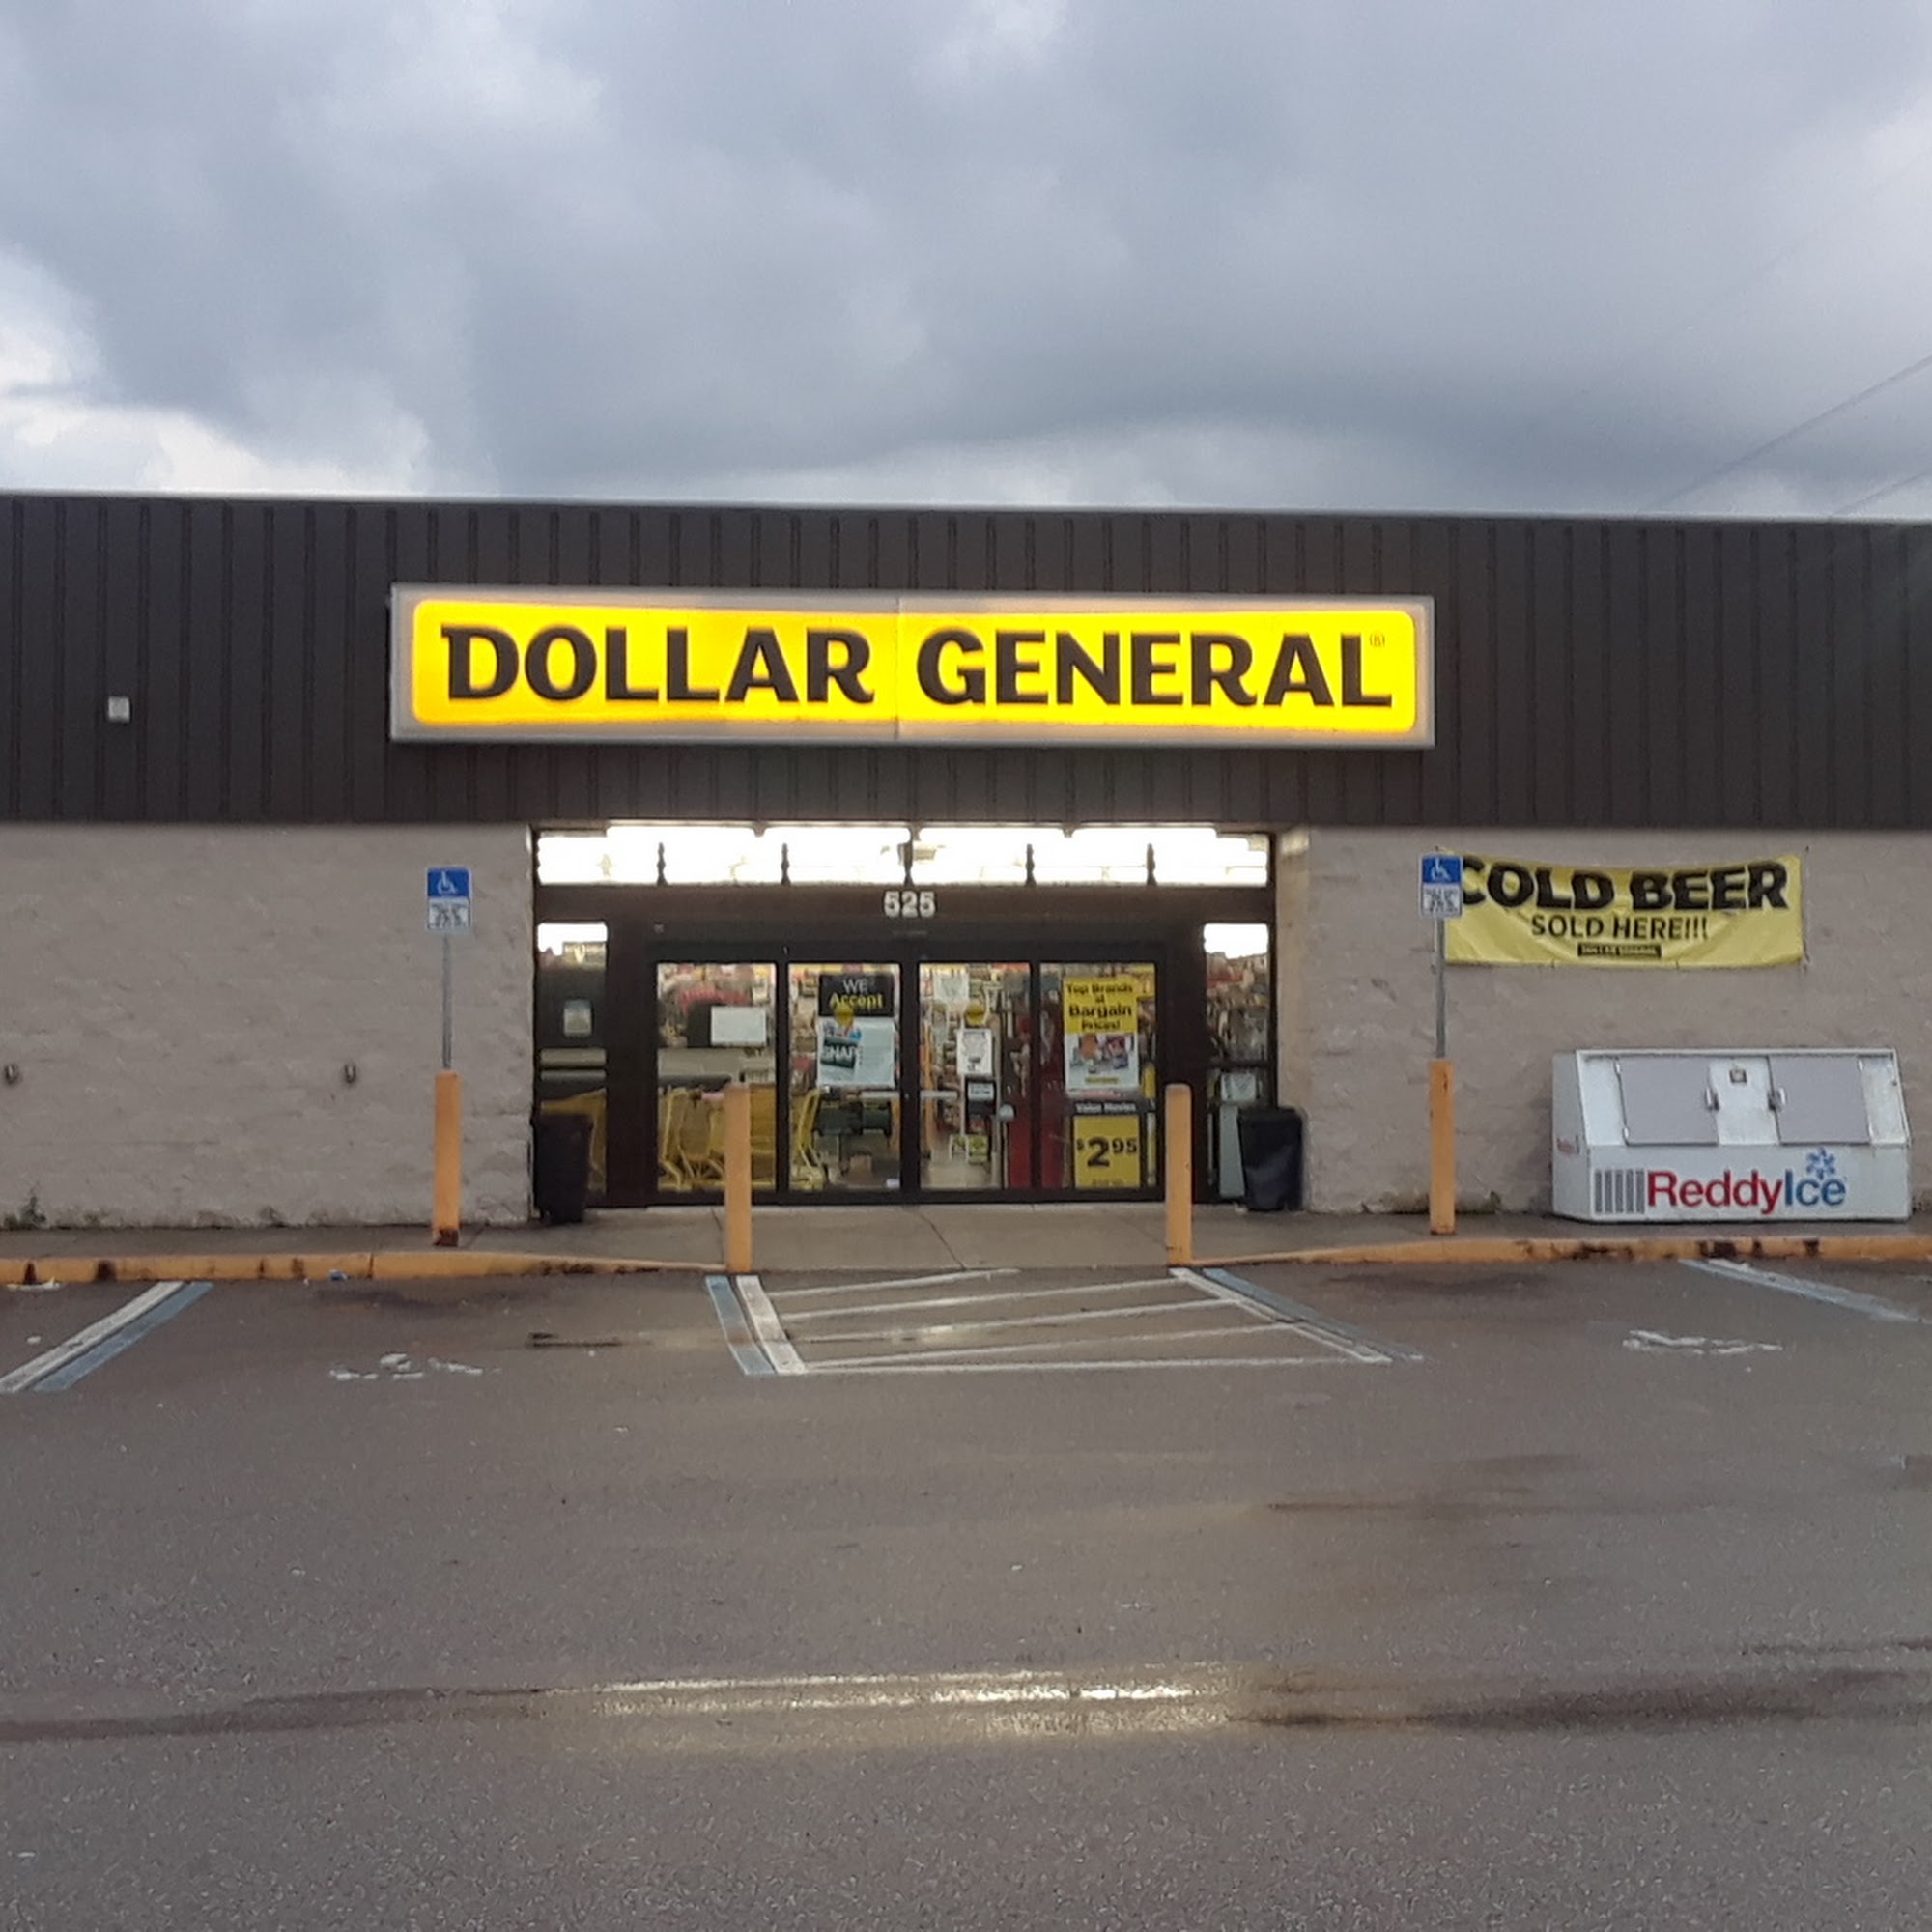 DOLLAR GENERAL®
525
COLD BEER
SOLD HERE!!!
WE
Accept
SNAP
Top Brands
at
Bargain
Prices!
Value Movies
$2.95
ReddyIce